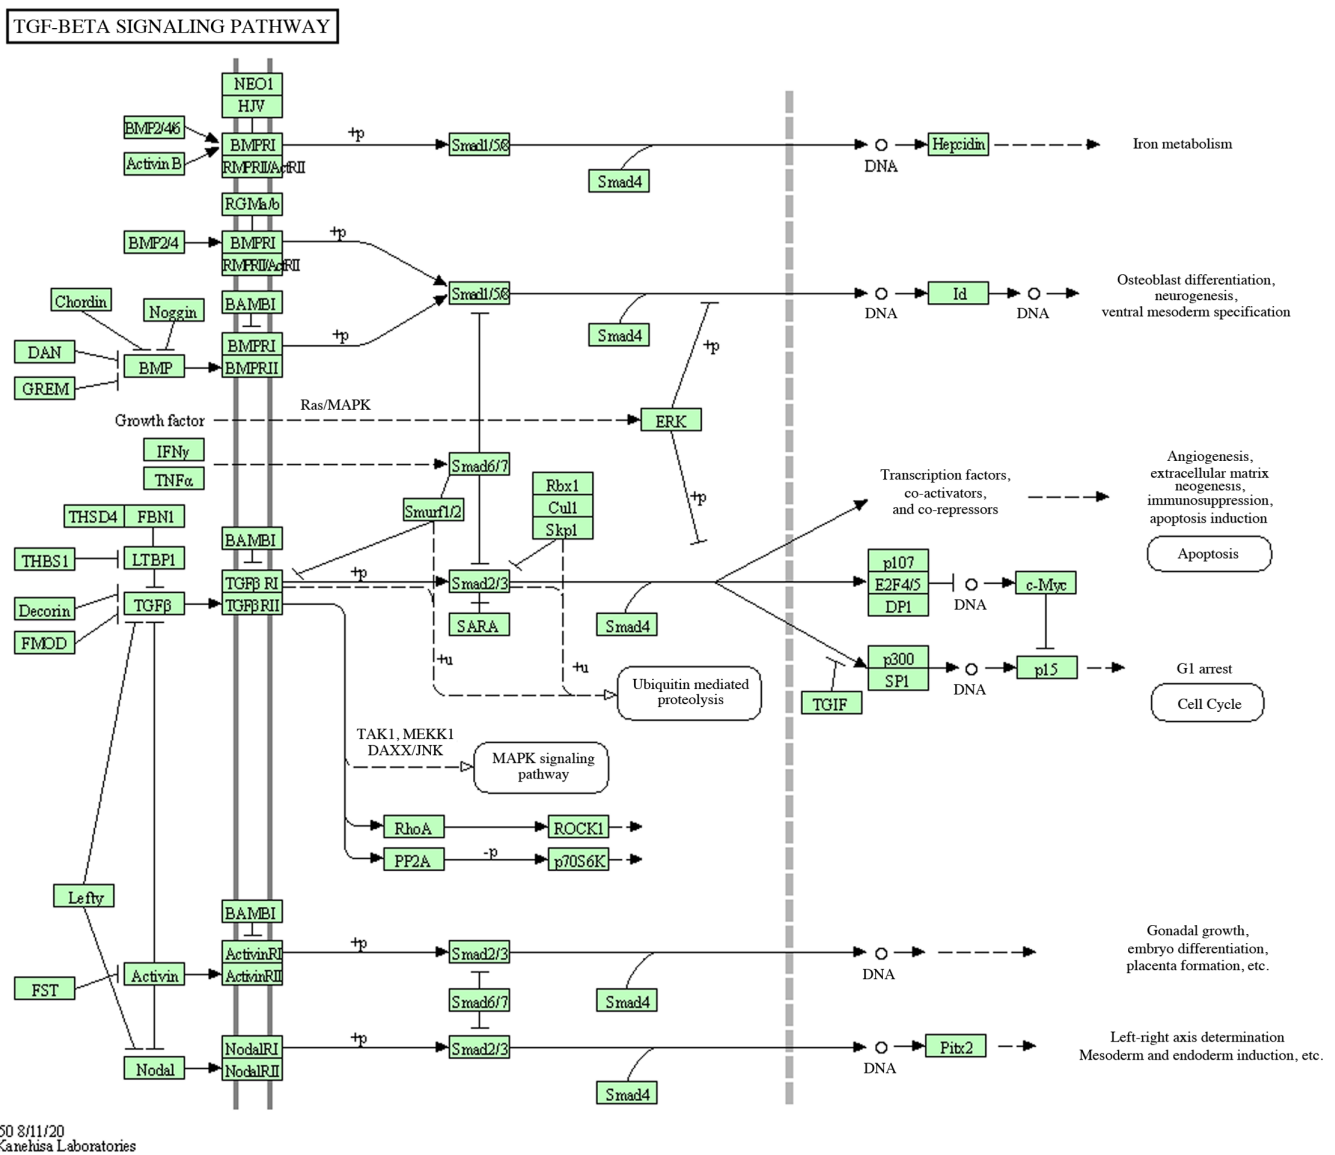 TGF-BETA SIGNALING PATHWAY
NEO1
HJV
BMP2/4/6
Activin B
BMPRI
RMPRII/ActRII
+p
Smad1/5/8
Smad4
DNA
Hepcidin
Iron metabolism
RGMa/b
BMP2/4
BMPRI
RMPRII/ActRII
+p
Smad1/5/8
Smad4
DNA
Id
DNA
Osteoblast differentiation,
neurogenesis,
ventral mesoderm specification
Chordin
Noggin
BAMBI
DAN
GREM
BMP
BMPRI
BMPRII
+p
+p
Growth factor
Ras/MAPK
ERK
IFNγ
TNFα
Smad6/7
Smurf1/2
Rbx1
Cul1
Skp1
+p
Transcription factors,
co-activators,
and co-repressors
Angiogenesis,
extracellular matrix
neogenesis,
immunosuppression,
apoptosis induction
Apoptosis
THSD4
FBN1
THBS1
LTBP1
BAMBI
Decorin
FMOD
TGFβ
TGFβ RI
TGFβ RII
+p
Smad2/3
SARA
Smad4
p107
E2F4/5
DP1
DNA
c-Myc
+u
+u
Ubiquitin mediated
proteolysis
TGIF
p300
SP1
DNA
p15
G1 arrest
Cell Cycle
TAK1, MEKK1
DAXX/JNK
MAPK signaling
pathway
RhoA
ROCK1
PP2A
-p
p70S6K
Lefty
BAMBI
FST
Activin
ActivinRI
ActivinRII
+p
Smad2/3
Smad6/7
Smad4
DNA
Gonadal growth,
embryo differentiation,
placenta formation, etc.
Nodal
NodalRI
NodalRII
+p
Smad2/3
Smad4
DNA
Pitx2
Left-right axis determination
Mesoderm and endoderm induction, etc.
50 8/11/20
Kanehisa Laboratories